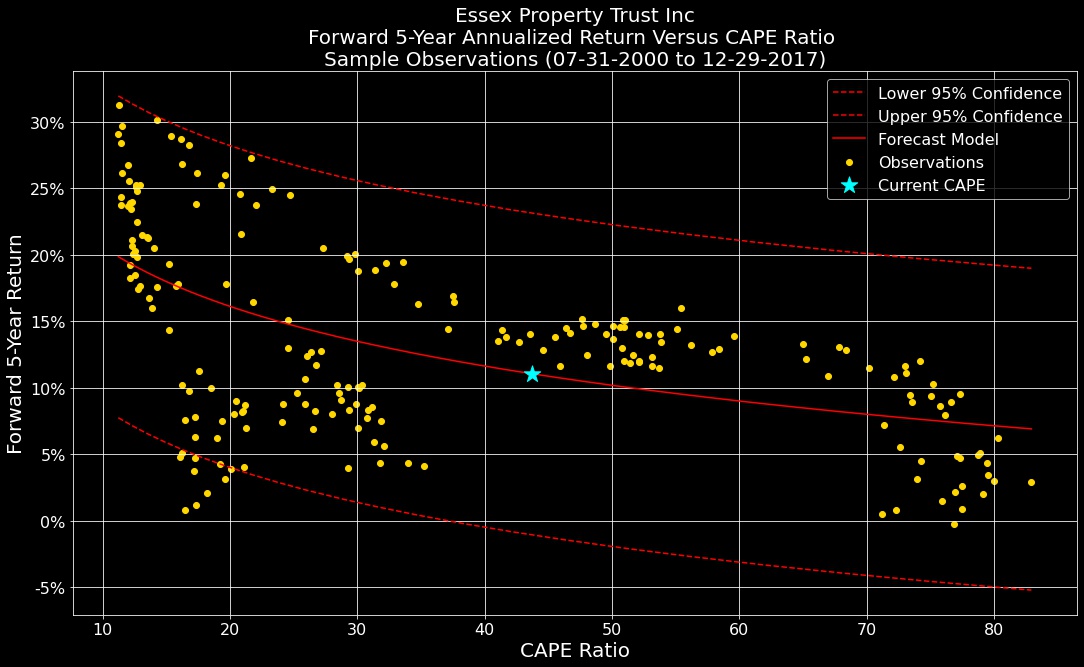 Essex Property Trust Inc
Forward 5-Year Annualized Return Versus CAPE Ratio
Sample Observations (07-31-2000 to 12-29-2017)
Lower 95% Confidence
Upper 95% Confidence
Forecast Model
Observations
Current CAPE
Forward 5-Year Return
30%
25%
20%
15%
10%
5%
0%
-5%
10 20 30 40 50 60 70 80
CAPE Ratio